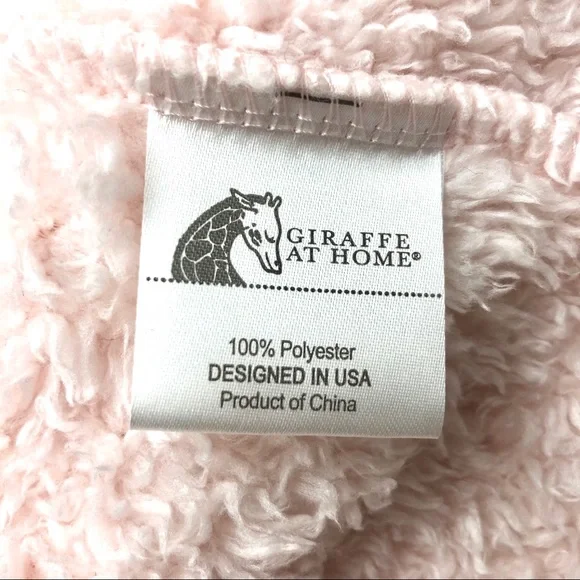 GIRAFFE
AT HOME®
100% Polyester
DESIGNED IN USA
Product of China